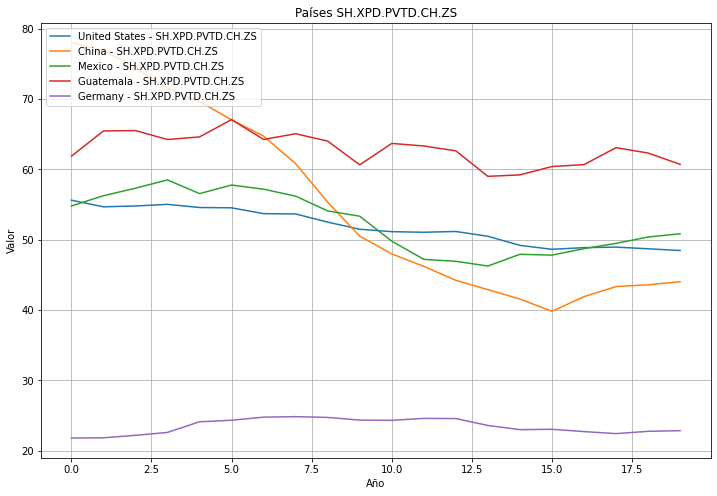 Países SH.XPD.PVTD.CH.ZS
United States - SH.XPD.PVTD.CH.ZS
China - SH.XPD.PVTD.CH.ZS
Mexico - SH.XPD.PVTD.CH.ZS
Guatemala - SH.XPD.PVTD.CH.ZS
Germany - SH.XPD.PVTD.CH.ZS
80
70
60
50
40
30
20
Valor
0.0 2.5 5.0 7.5 10.0 12.5 15.0 17.5
Año